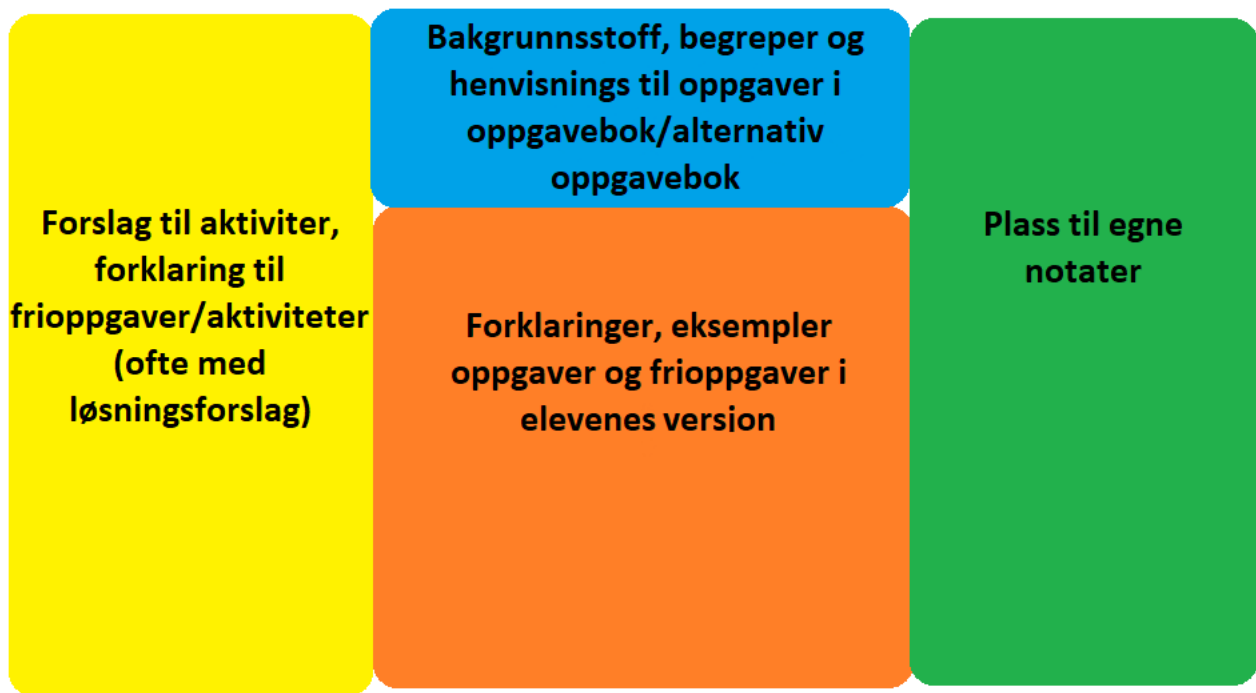 Forslag til aktiviter,
forklaring til
frioppgaver/aktiviteter
(ofte med
løsningsforslag)
Bakgrunnsstoff, begreper og
henvisnings til oppgaver i
oppgavebok/alternativ
oppgavebok
Forklaringer, eksempler
oppgaver og frioppgaver i
elevenes versjon
Plass til egne
notater